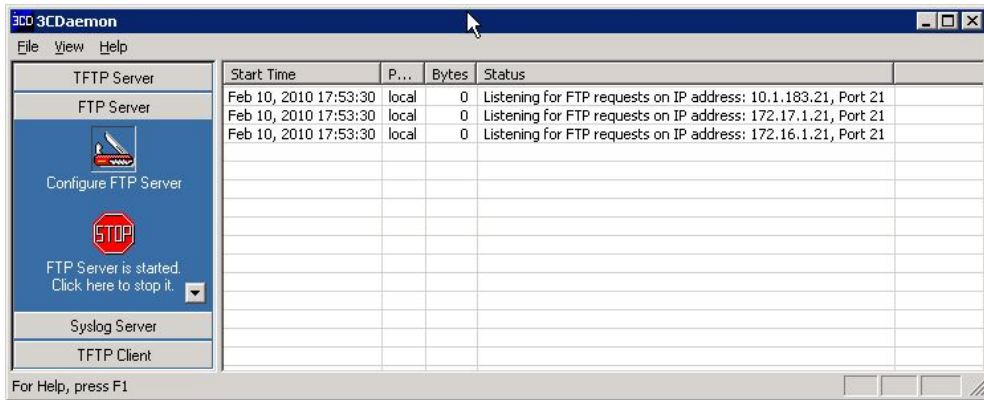 3CD 3CDaemon
File View Help
TFTP Server
FTP Server
Configure FTP Server
STOP
FTP Server is started.
Click here to stop it.
Syslog Server
TFTP Client
Start Time P... Bytes Status
Feb 10, 2010 17:53:30 local 0 Listening for FTP requests on IP address: 10.1.183.21, Port 21
Feb 10, 2010 17:53:30 local 0 Listening for FTP requests on IP address: 172.17.1.21, Port 21
Feb 10, 2010 17:53:30 local 0 Listening for FTP requests on IP address: 172.16.1.21, Port 21
For Help, press F1